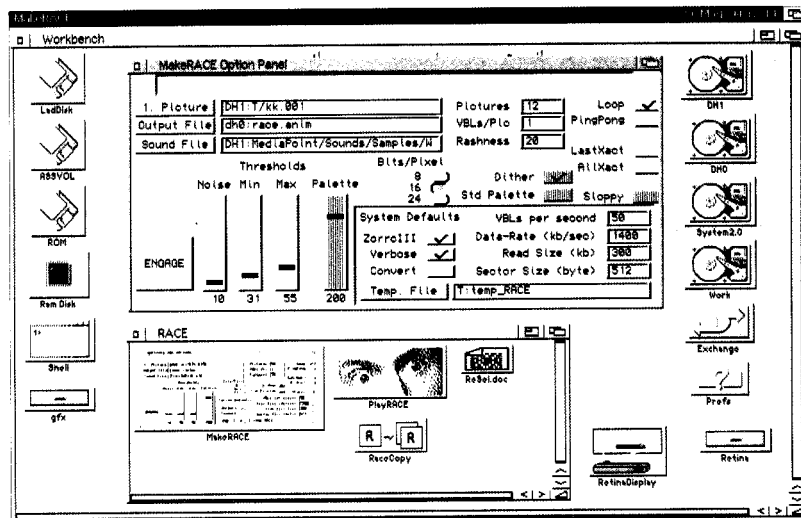 MakeRACE
Workbench
MakeRACE Option Panel
1. Picture DH1:T/kk.001
Output File dh0:race.anim
Sound File DH1:MediaPoint/Sounds/Samples/W
Pictures 12
VBLs/Pic 1
Rashness 20
Loop
PingPong
LastXact
AllXact
Thresholds
Noise Min Max Palette
10 31 55 200
Bits/Pixel
8
16
24
Dither
Std Palette
Sloppy
ENGAGE
System Defaults
ZorroIII
Verbose
Convert
VBLs per second 50
Data-Rate (kb/sec) 1400
Read Size (kb) 300
Sector Size (byte) 512
Temp. File T:temp_RACE
RACE
MakeRACE
PlayRACE
ReSel.doc
R~R
RaceCopy
LedDisk
ASSVOL
ROM
Ram Disk
1>
Shell
gfx
DH1
DH0
System2.0
Work
Exchange
?
Prefs
Retina
RetinaDisplay